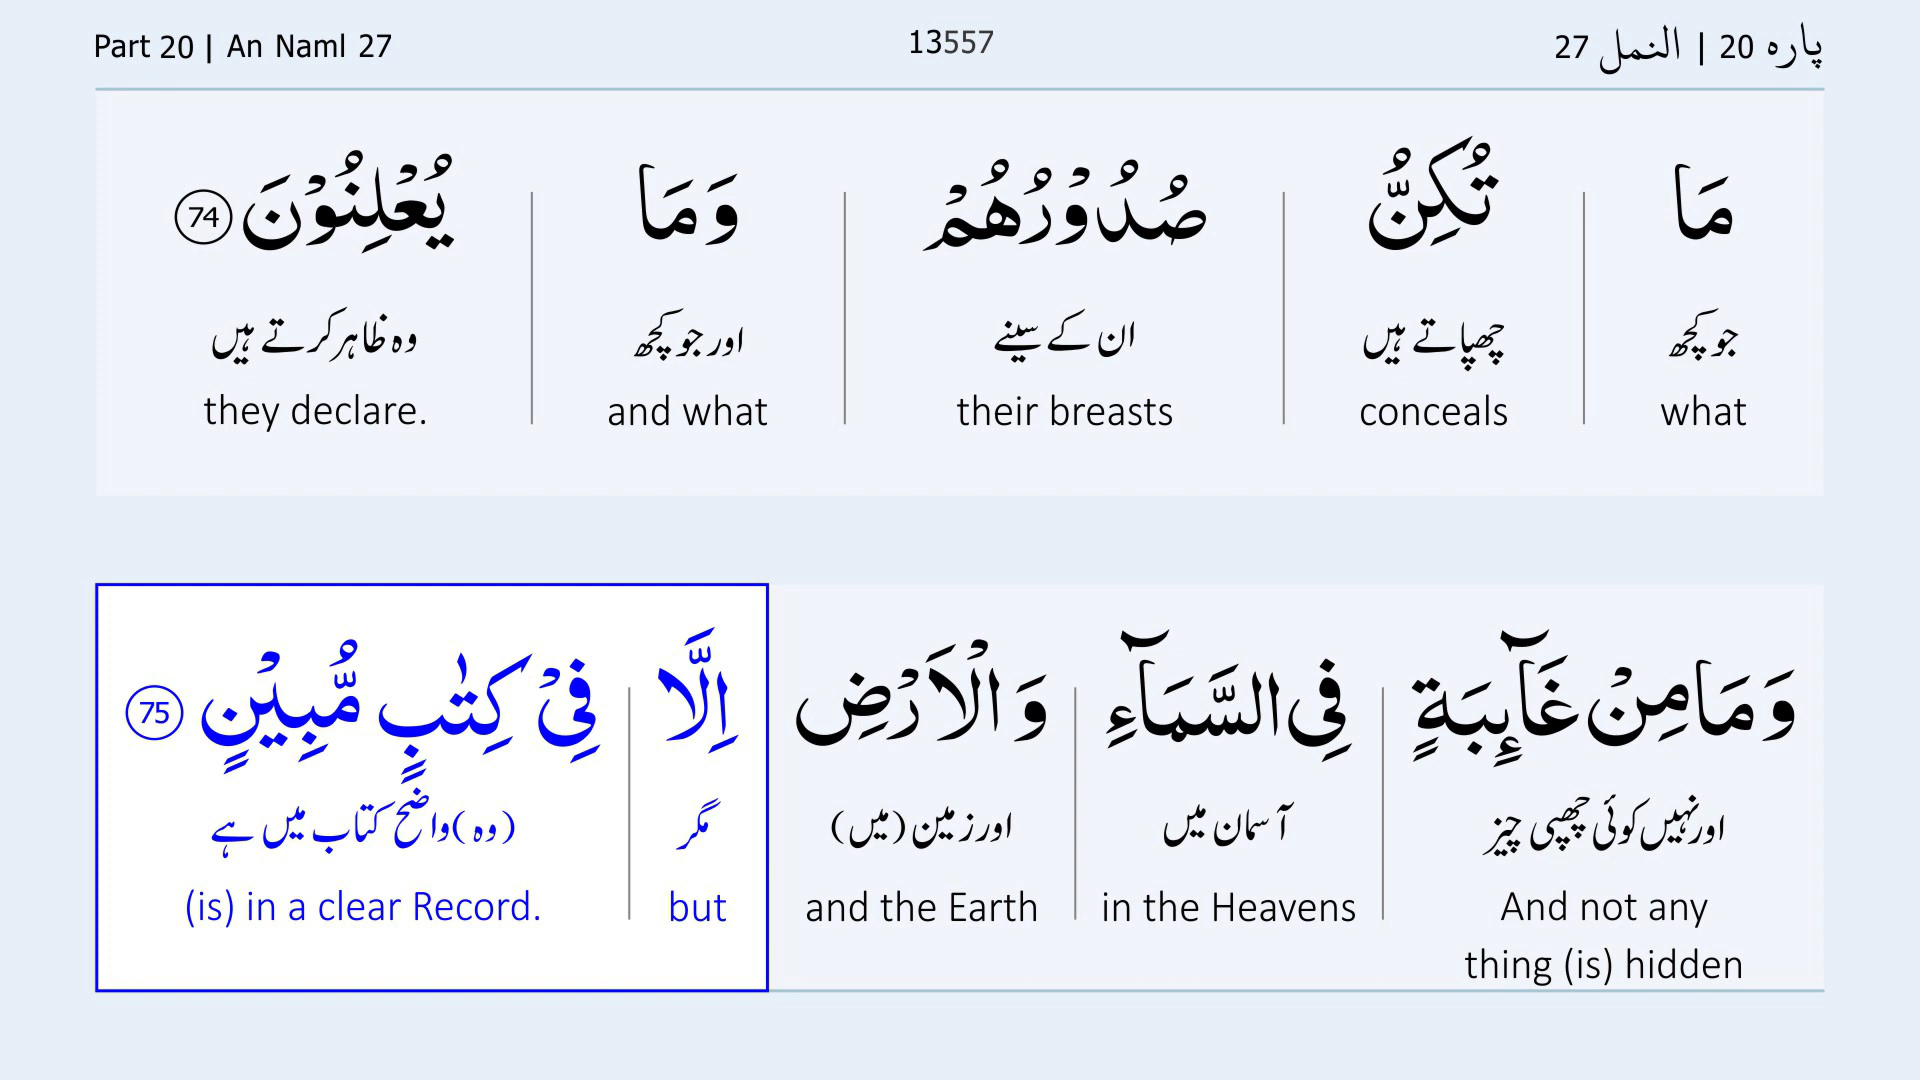 Part 20 | An Naml 27
13557
پاره 20 | النمل 27
مَا تُكِنُّ صُدُوْرُهُمْ وَمَا يُعْلِنُوْنَ 74
جو کچھ چھپاتے ہیں ان کے سینے اور جو کچھ وہ ظاہر کرتے ہیں
what conceals their breasts and what they declare.
وَمَا مِنْ غَآئِبَةٍ فِى السَّمَآءِ وَ الْاَرْضِ اِلَّا فِىْ كِتٰبٍ مُّبِيْنٍ 75
اور نہیں کوئی چھپی چیز آسمان میں اور زمین (میں) مگر (وہ) واضح کتاب میں ہے
And not any in the Heavens and the Earth but (is) in a clear Record.
thing (is) hidden